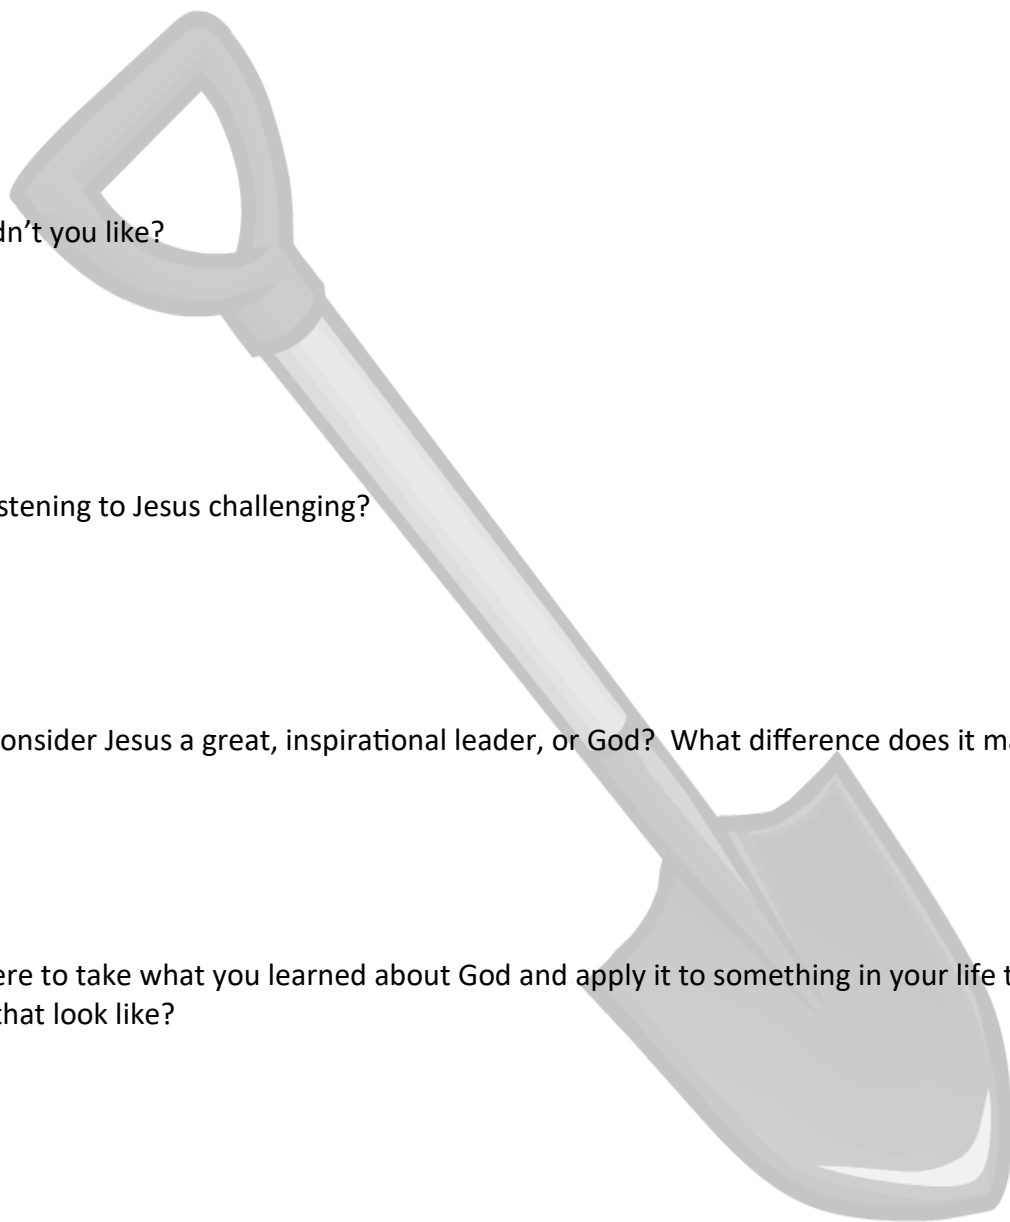 dn’t you like?
stening to Jesus challenging?
onsider Jesus a great, inspirational leader, or God?  What difference does it ma
ere to take what you learned about God and apply it to something in your life t
that look like?